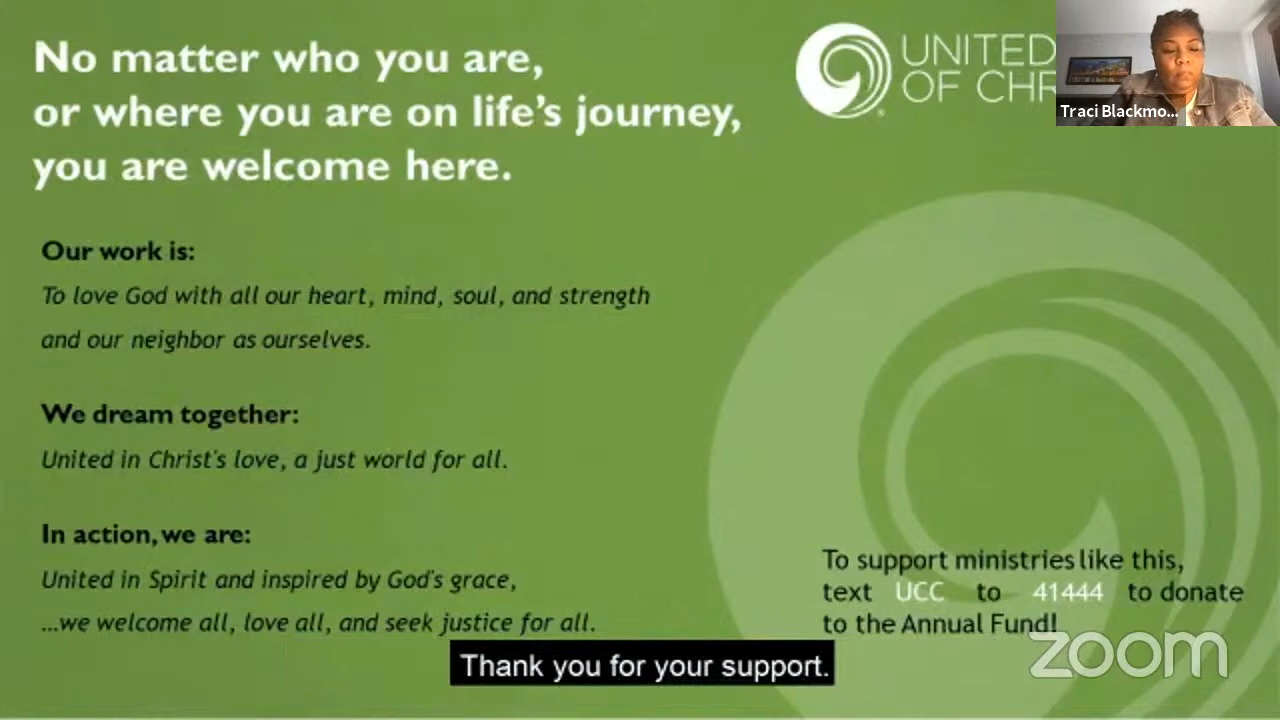 No matter who you are,
or where you are on life's journey,
you are welcome here.
UNITED
OF CHR
Traci Blackmo...
Our work is:
To love God with all our heart, mind, soul, and strength
and our neighbor as ourselves.
We dream together:
United in Christ's love, a just world for all.
In action, we are:
United in Spirit and inspired by God's grace,
...we welcome all, love all, and seek justice for all.
To support ministries like this,
text UCC to 41444 to donate
to the Annual Fund!
Thank you for your support.
zoom